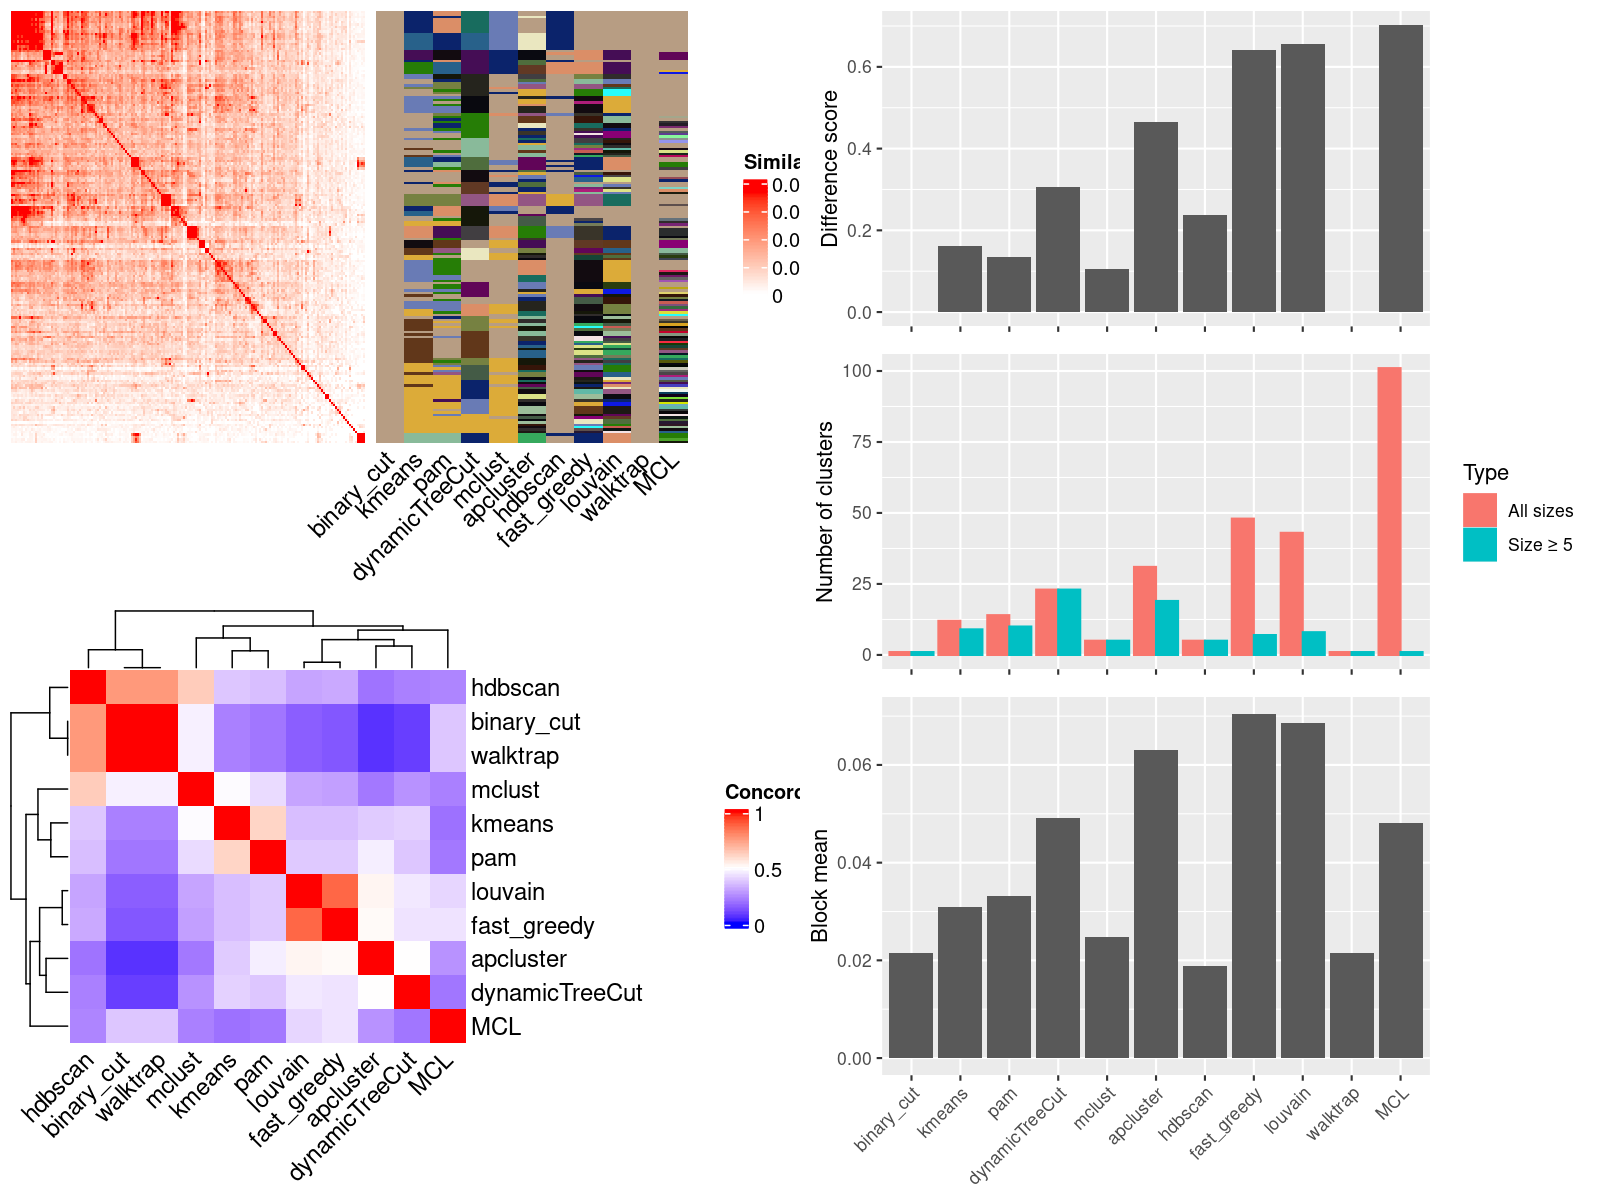 Simila
0.0
0.0
0.0
0.0
0
binary_cut
kmeans
pam
dynamicTreeCut
mclust
apcluster
hdbscan
fast_greedy
louvain
walktrap
MCL
hdbscan
binary_cut
walktrap
mclust
kmeans
pam
louvain
fast_greedy
apcluster
dynamicTreeCut
MCL
hdbscan
binary_cut
walktrap
mclust
kmeans
pam
louvain
fast_greedy
apcluster
dynamicTreeCut
MCL
Concord
1
0.5
0
Difference score
0.6
0.4
0.2
0.0
Number of clusters
100
75
50
25
0
Type
All sizes
Size ≥ 5
Block mean
0.06
0.04
0.02
0.00
binary_cut
kmeans
pam
dynamicTreeCut
mclust
apcluster
hdbscan
fast_greedy
louvain
walktrap
MCL